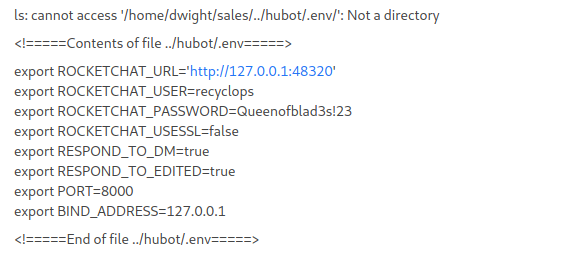 ls: cannot access '/home/dwight/sales/../hubot/.env/': Not a directory
<!=====Contents of file ../hubot/.env=====>
export ROCKETCHAT_URL='http://127.0.0.1:48320'
export ROCKETCHAT_USER=recyclops
export ROCKETCHAT_PASSWORD=Queenofblad3s!23
export ROCKETCHAT_USESSL=false
export RESPOND_TO_DM=true
export RESPOND_TO_EDITED=true
export PORT=8000
export BIND_ADDRESS=127.0.0.1
<!=====End of file ../hubot/.env=====>